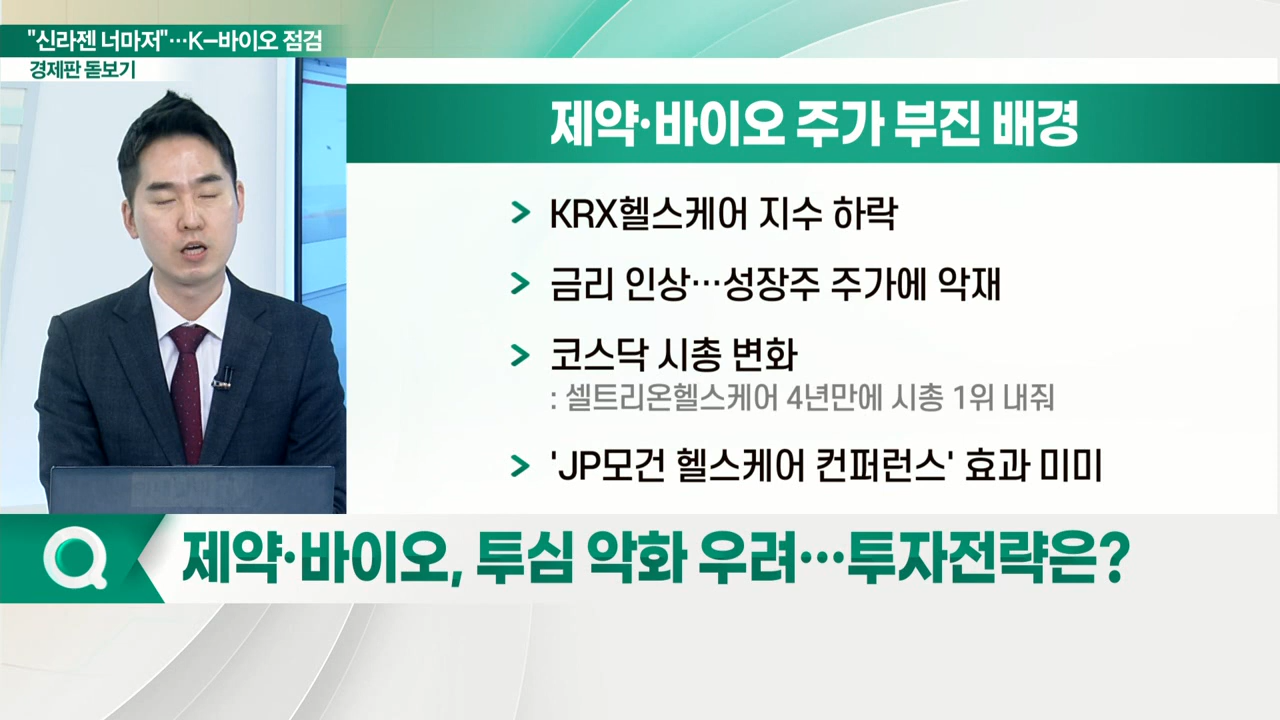 "신라젠 너마저"…K-바이오 점검
경제판 돋보기
제약·바이오 주가 부진 배경
> KRX헬스케어 지수 하락
> 금리 인상…성장주 주가에 악재
> 코스닥 시총 변화
: 셀트리온헬스케어 4년만에 시총 1위 내줘
> 'JP모건 헬스케어 컨퍼런스' 효과 미미
Q 제약·바이오, 투심 악화 우려…투자전략은?